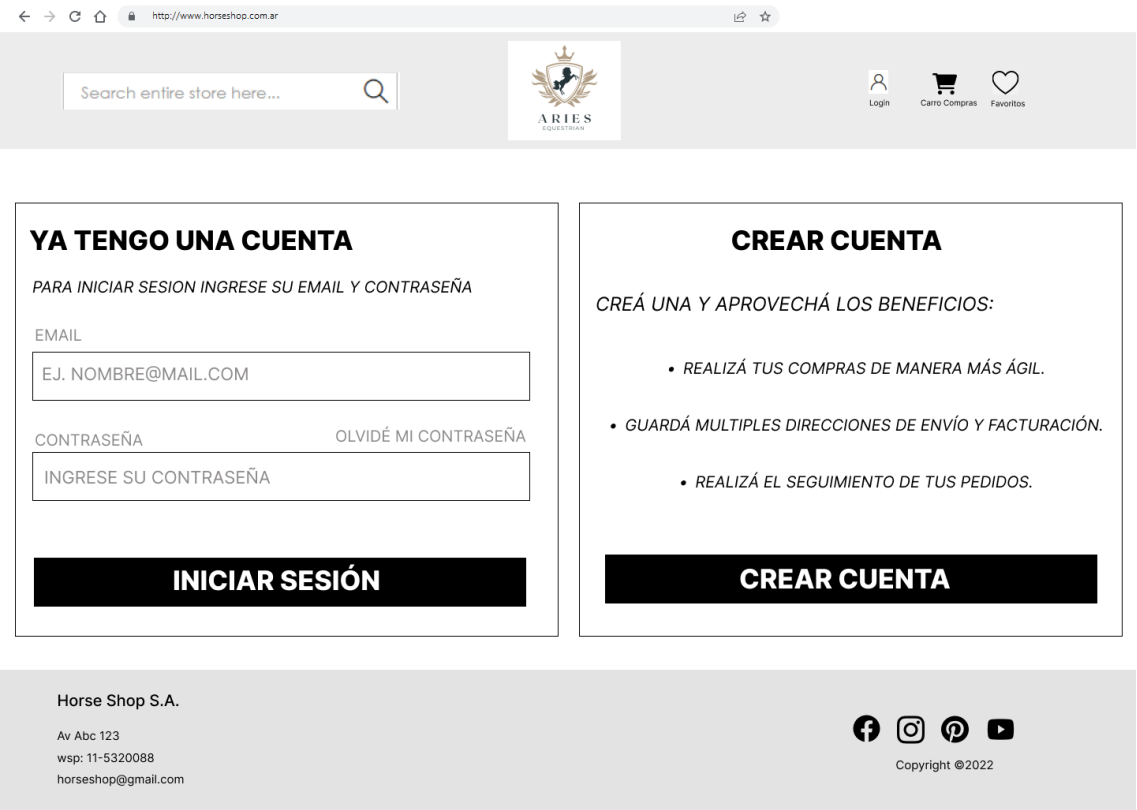 http://www.horseshop.com.ar
Search entire store here...
ARIES
EQUESTRIAN
Login
Carro Compras
Favoritos
YA TENGO UNA CUENTA
PARA INICIAR SESION INGRESE SU EMAIL Y CONTRASEÑA
EMAIL
EJ. NOMBRE@MAIL.COM
CONTRASEÑA
OLVIDÉ MI CONTRASEÑA
INGRESE SU CONTRASEÑA
INICIAR SESIÓN
CREAR CUENTA
CREÁ UNA Y APROVECHÁ LOS BENEFICIOS:
• REALIZÁ TUS COMPRAS DE MANERA MÁS ÁGIL.
• GUARDÁ MULTIPLES DIRECCIONES DE ENVÍO Y FACTURACIÓN.
• REALIZÁ EL SEGUIMIENTO DE TUS PEDIDOS.
CREAR CUENTA
Horse Shop S.A.
Av Abc 123
wsp: 11-5320088
horseshop@gmail.com
Copyright ©2022